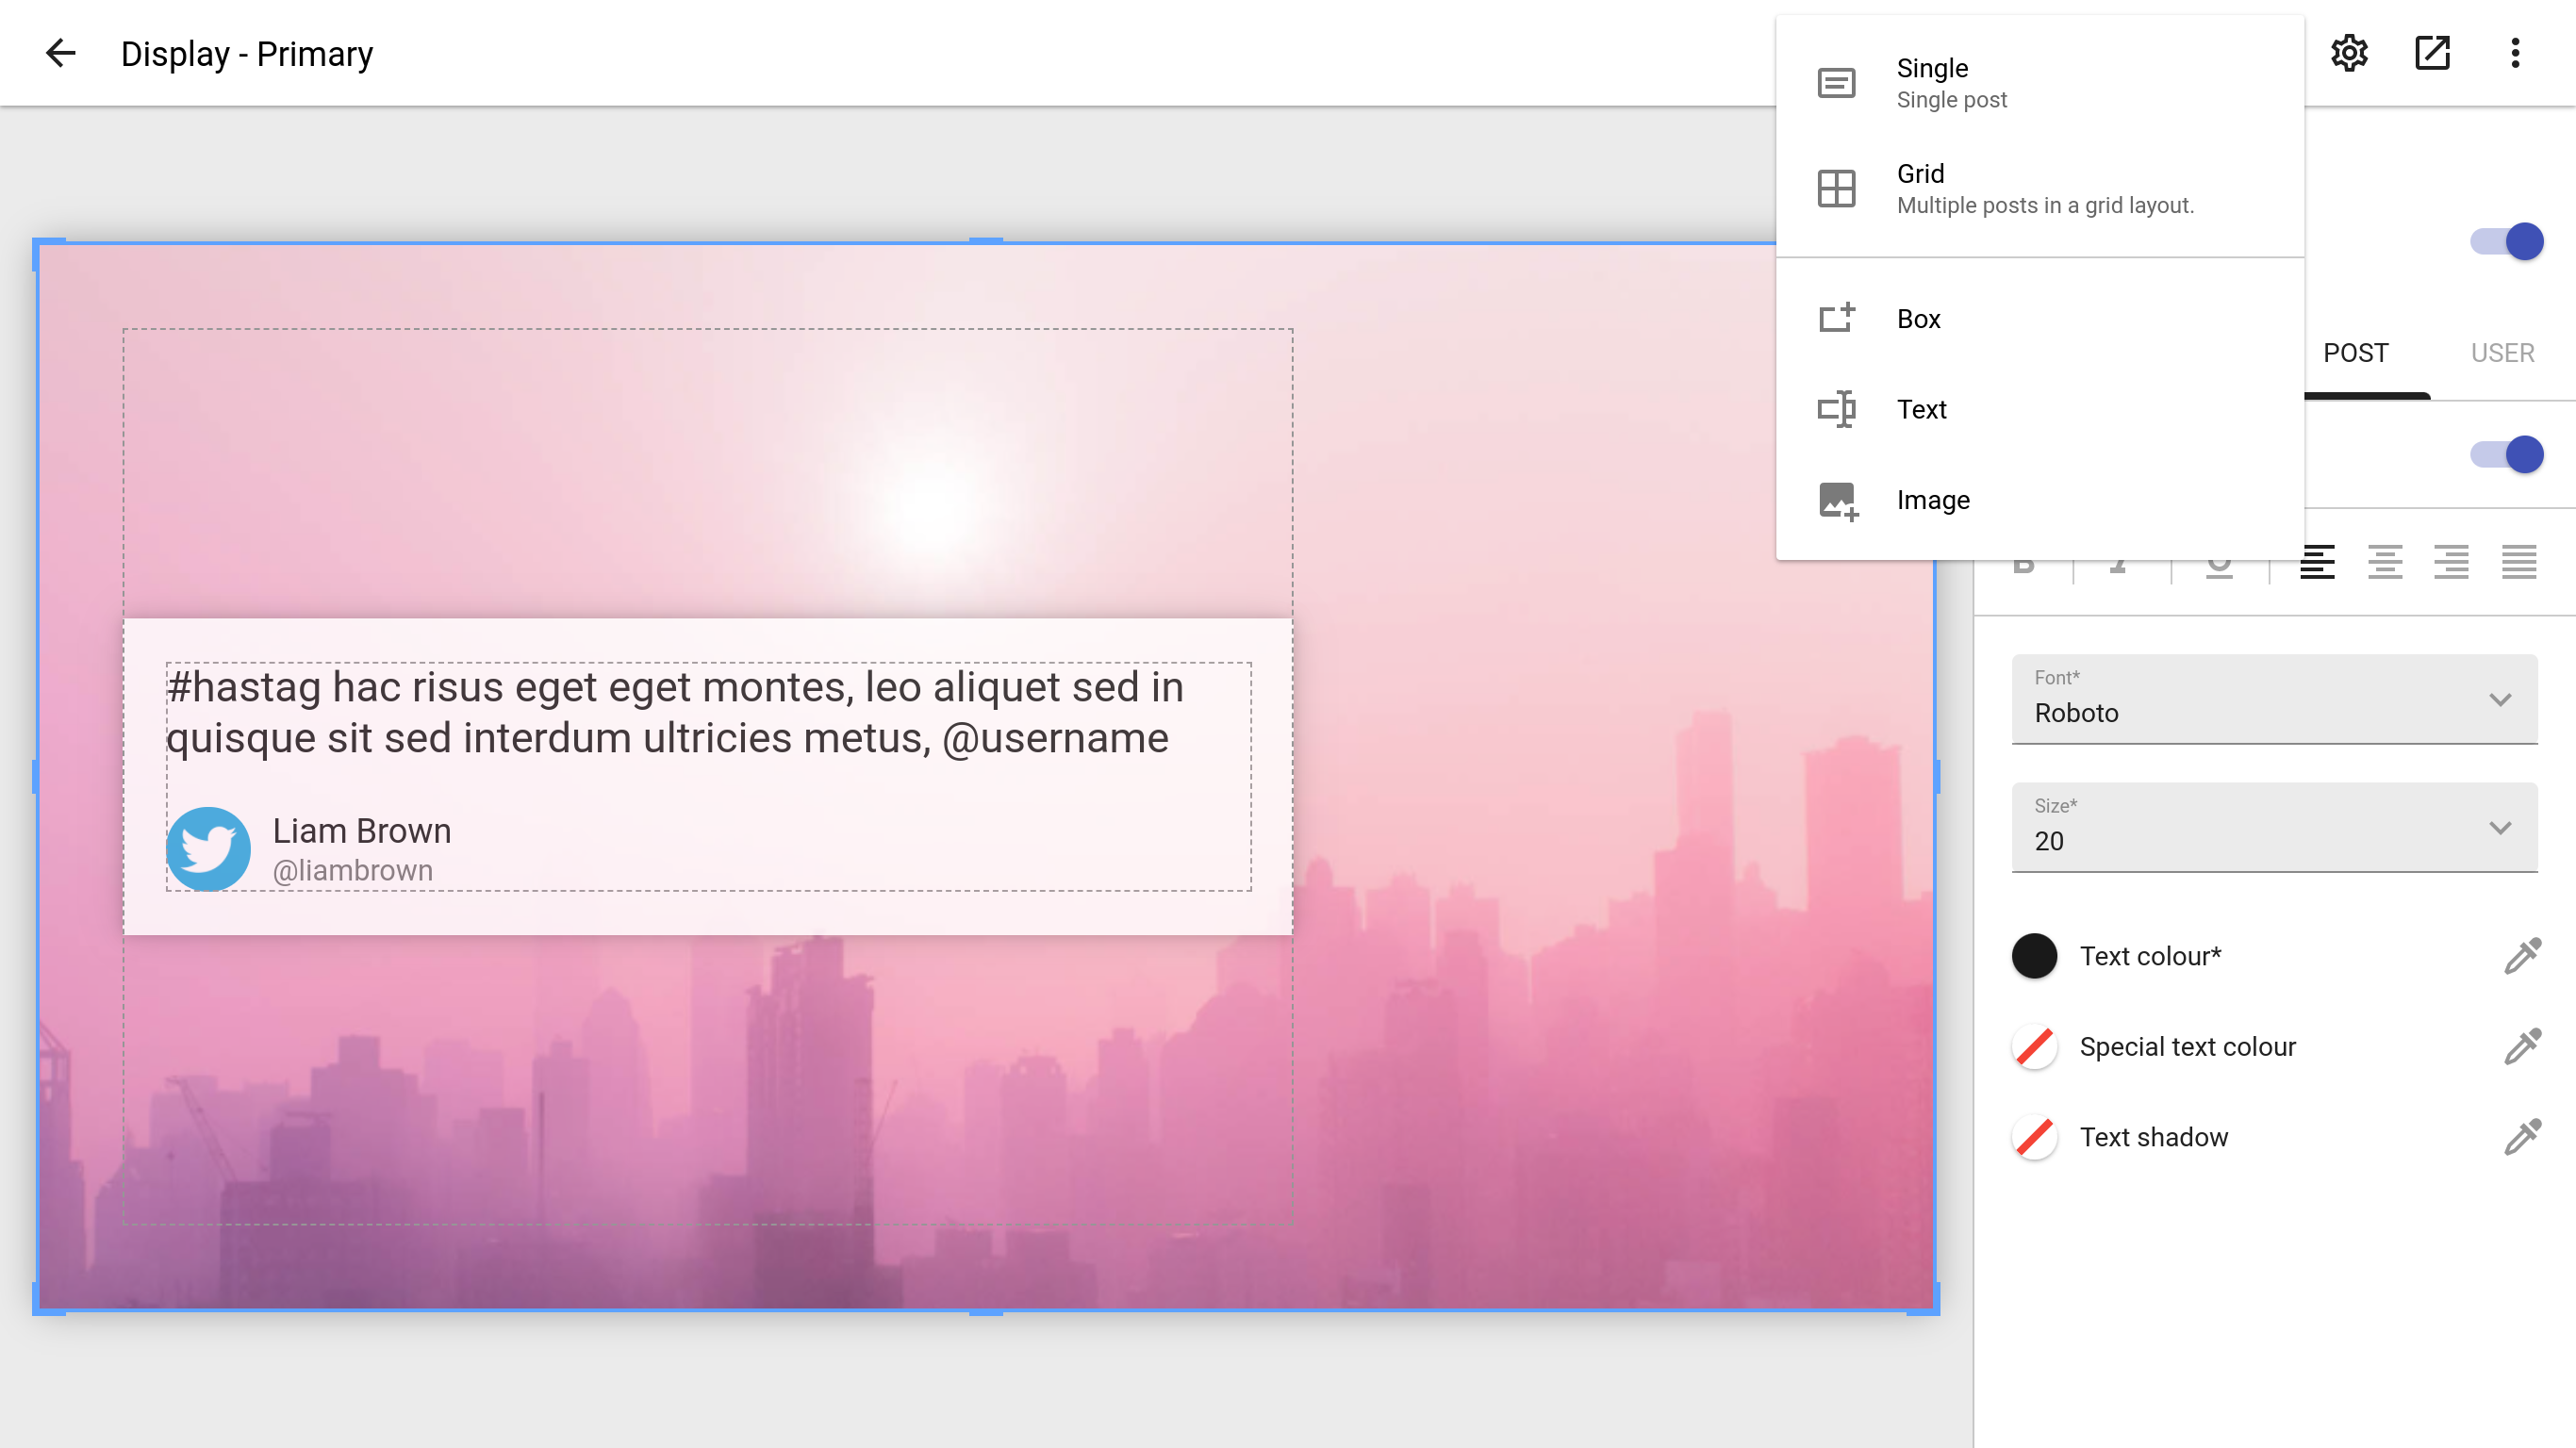 Display - Primary
Single
Single post
Grid
Multiple posts in a grid layout.
Box
Text
Image
POST
USER
B
I
U
#hastag hac risus eget eget montes, leo aliquet sed in
quisque sit sed interdum ultricies metus, @username
Liam Brown
@liambrown
Font*
Roboto
Size*
20
Text colour*
Special text colour
Text shadow